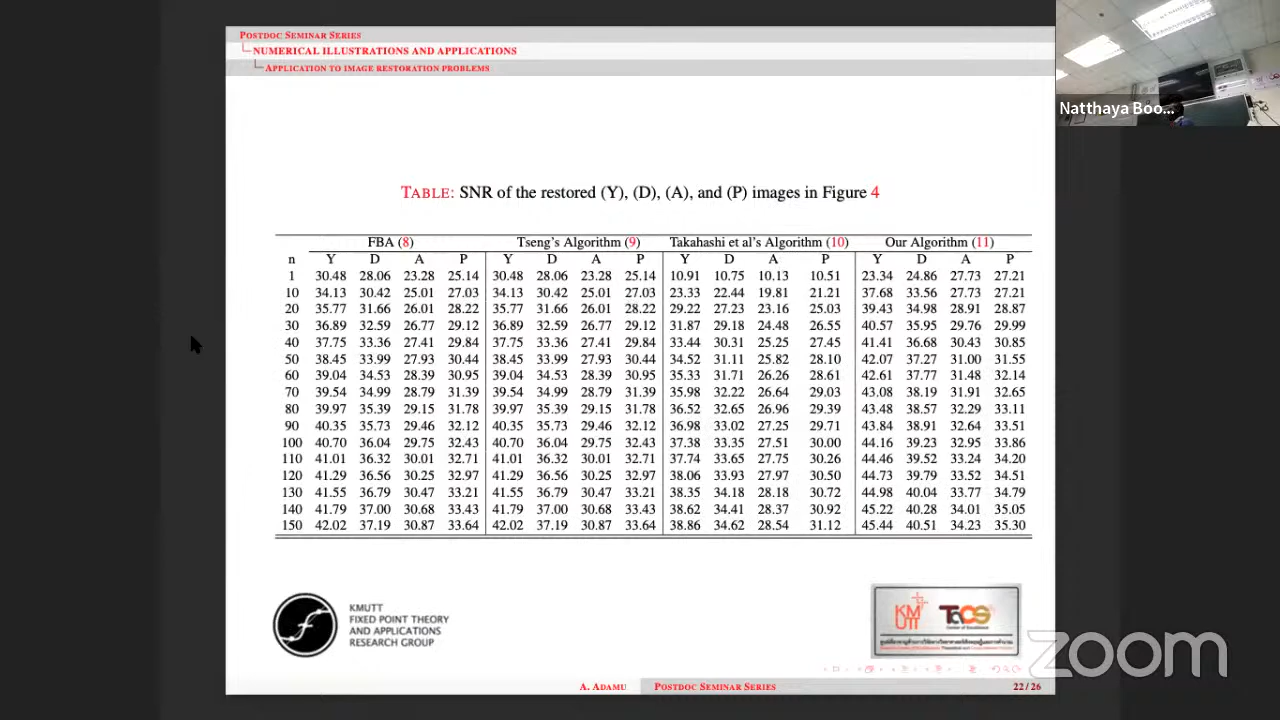 POSTDOC SEMINAR SERIES
NUMERICAL ILLUSTRATIONS AND APPLICATIONS
APPLICATION TO IMAGE RESTORATION PROBLEMS
Natthaya Boo...
TABLE: SNR of the restored (Y), (D), (A), and (P) images in Figure 4
FBA (8) Tseng's Algorithm (9) Takahashi et al's Algorithm (10) Our Algorithm (11)
n Y D A P Y D A P Y D A P Y D A P
1 30.48 28.06 23.28 25.14 30.48 28.06 23.28 25.14 10.91 10.75 10.13 10.51 23.34 24.86 27.73 27.21
10 34.13 30.42 25.01 27.03 34.13 30.42 25.01 27.03 23.33 22.44 19.81 21.21 37.68 33.56 27.73 27.21
20 35.77 31.66 26.01 28.22 35.77 31.66 26.01 28.22 29.22 27.23 23.16 25.03 39.43 34.98 28.91 28.87
30 36.89 32.59 26.77 29.12 36.89 32.59 26.77 29.12 31.87 29.18 24.48 26.55 40.57 35.95 29.76 29.99
40 37.75 33.36 27.41 29.84 37.75 33.36 27.41 29.84 33.44 30.31 25.25 27.45 41.41 36.68 30.43 30.85
50 38.45 33.99 27.93 30.44 38.45 33.99 27.93 30.44 34.52 31.11 25.82 28.10 42.07 37.27 31.00 31.55
60 39.04 34.53 28.39 30.95 39.04 34.53 28.39 30.95 35.33 31.71 26.26 28.61 42.61 37.77 31.48 32.14
70 39.54 34.99 28.79 31.39 39.54 34.99 28.79 31.39 35.98 32.22 26.64 29.03 43.08 38.19 31.91 32.65
80 39.97 35.39 29.15 31.78 39.97 35.39 29.15 31.78 36.52 32.65 26.96 29.39 43.48 38.57 32.29 33.11
90 40.35 35.73 29.46 32.12 40.35 35.73 29.46 32.12 36.98 33.02 27.25 29.71 43.84 38.91 32.64 33.51
100 40.70 36.04 29.75 32.43 40.70 36.04 29.75 32.43 37.38 33.35 27.51 30.00 44.16 39.23 32.95 33.86
110 41.01 36.32 30.01 32.71 41.01 36.32 30.01 32.71 37.74 33.65 27.75 30.26 44.46 39.52 33.24 34.20
120 41.29 36.56 30.25 32.97 41.29 36.56 30.25 32.97 38.06 33.93 27.97 30.50 44.73 39.79 33.52 34.51
130 41.55 36.79 30.47 33.21 41.55 36.79 30.47 33.21 38.35 34.18 28.18 30.72 44.98 40.04 33.77 34.79
140 41.79 37.00 30.68 33.43 41.79 37.00 30.68 33.43 38.62 34.41 28.37 30.92 45.22 40.28 34.01 35.05
150 42.02 37.19 30.87 33.64 42.02 37.19 30.87 33.64 38.86 34.62 28.54 31.12 45.44 40.51 34.23 35.30
KMUTT
FIXED POINT THEORY
AND APPLICATIONS
RESEARCH GROUP
KM
UTT
TaCS
Center of Excellence
zoom
A. ADAMU POSTDOC SEMINAR SERIES 22/26